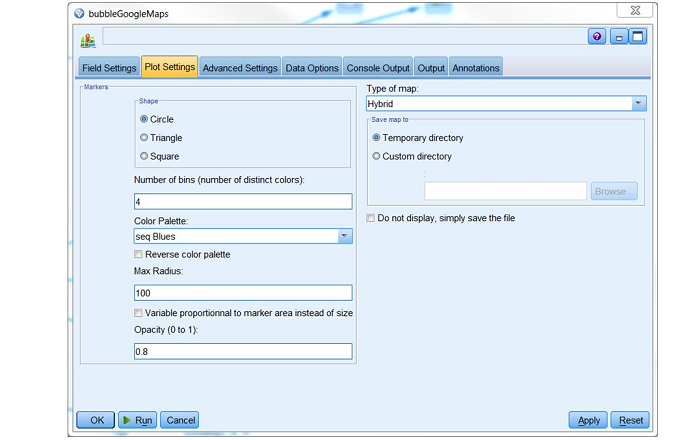 bubbleGoogleMaps
Field Settings
Plot Settings
Advanced Settings
Data Options
Console Output
Output
Annotations
Markers
Shape
Circle
Triangle
Square
Number of bins (number of distinct colors):
4
Color Palette:
seq Blues
Reverse color palette
Max Radius:
100
Variable proportionnal to marker area instead of size
Opacity (0 to 1):
0.8
Type of map:
Hybrid
Save map to
Temporary directory
Custom directory
:
Browse...
Do not display, simply save the file
OK
Run
Cancel
Apply
Reset